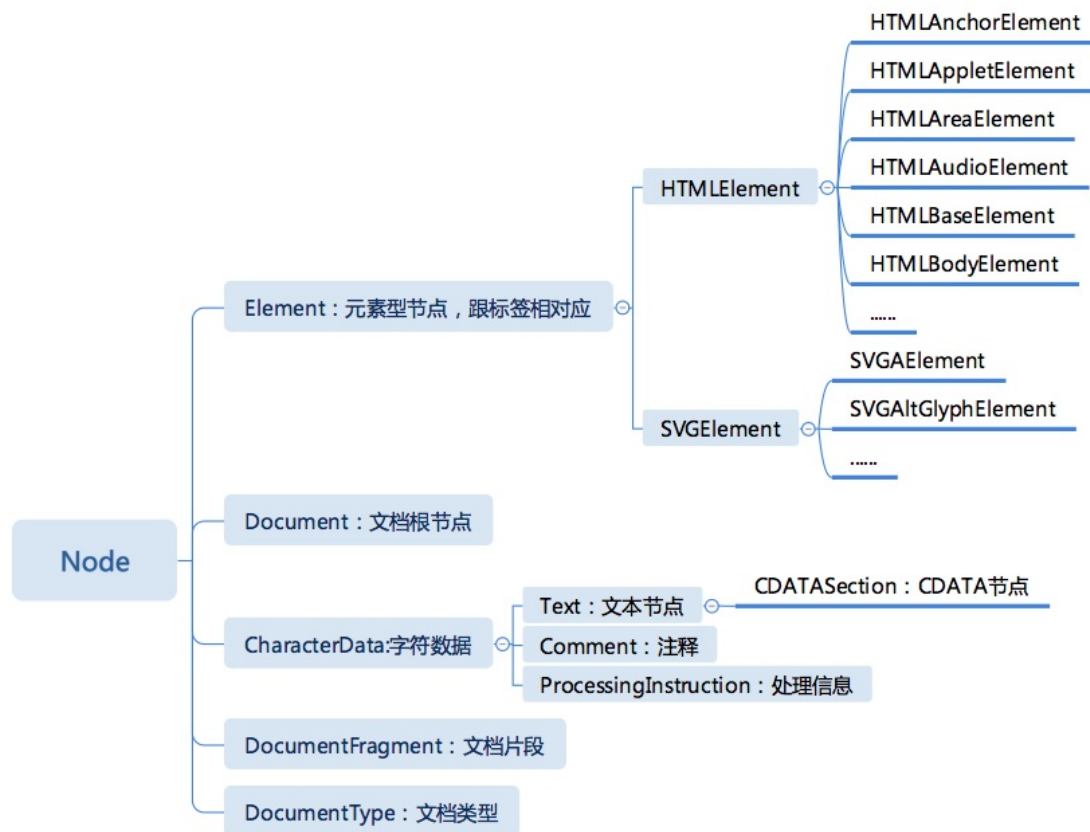 Node
Element：元素型节点，跟标签相对应
HTMLElement
HTMLAnchorElement
HTMLAppletElement
HTMLAreaElement
HTMLAudioElement
HTMLBaseElement
HTMLBodyElement
......
SVGElement
SVGAElement
SVGAltGlyphElement
......
Document：文档根节点
CharacterData:字符数据
Text：文本节点
CDATASection：CDATA节点
Comment：注释
ProcessingInstruction：处理信息
DocumentFragment：文档片段
DocumentType：文档类型